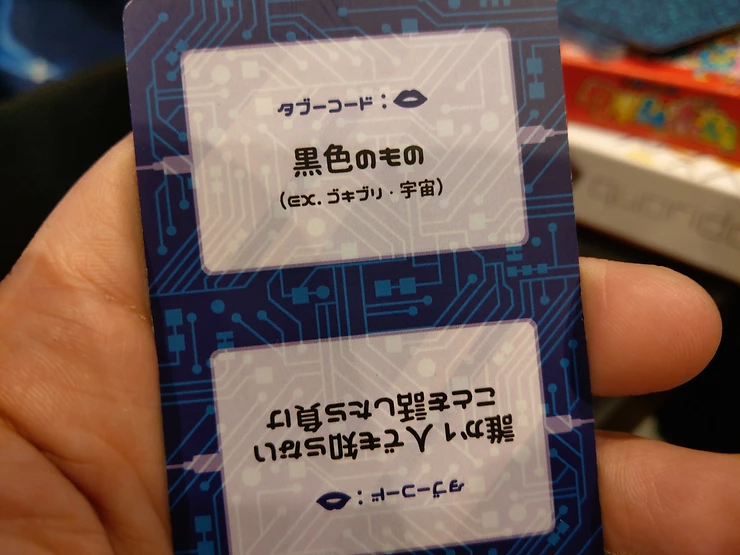 タブーコード：
黒色のもの
（ex. ゴキブリ・宇宙）
タブーコード：
誰か1人でも知らない
ことを話したら負け